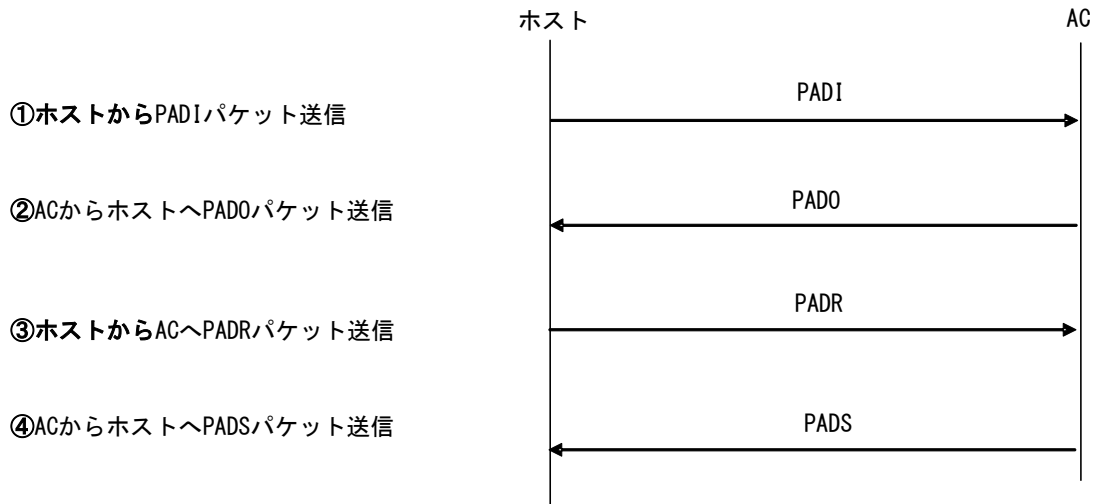 ホスト
AC
PADI
①ホストからPADIパケット送信
PADO
②ACからホストへPADOパケット送信
PADR
③ホストからACへPADRパケット送信
PADS
④ACからホストへPADSパケット送信